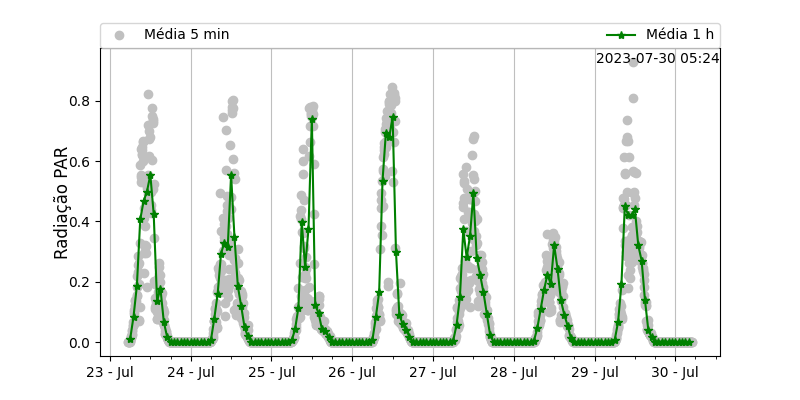 Média 5 min
Média 1 h
2023-07-30 05:24
Radiação PAR
0.8
0.6
0.4
0.2
0.0
23 - Jul
24 - Jul
25 - Jul
26 - Jul
27 - Jul
28 - Jul
29 - Jul
30 - Jul